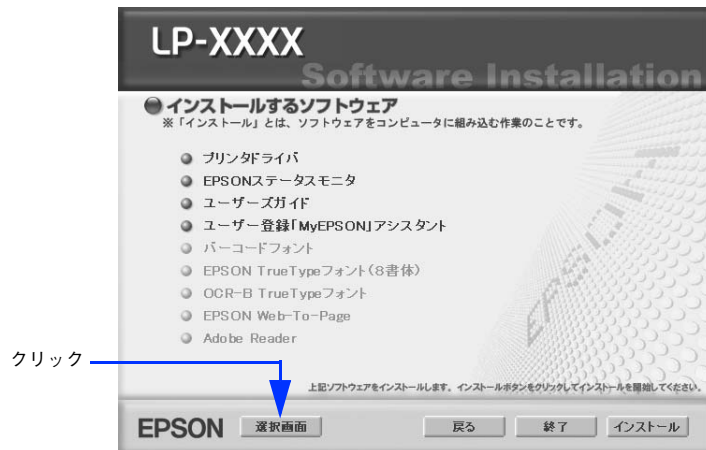 LP-XXXX
Software Installation
インストールするソフトウェア
※「インストール」とは、ソフトウェアをコンピュータに組み込む作業のことです。
プリンタドライバ
EPSONステータスモニタ
ユーザーズガイド
ユーザー登録「MyEPSON」アシスタント
バーコードフォント
EPSON TrueTypeフォント(8書体)
OCR-B TrueTypeフォント
EPSON Web-To-Page
Adobe Reader
EPSON
クリック
上記ソフトウェアをインストールします。インストールボタンをクリックしてインストールを開始してください。
EPSON 選択画面 戻る 終了 インストール